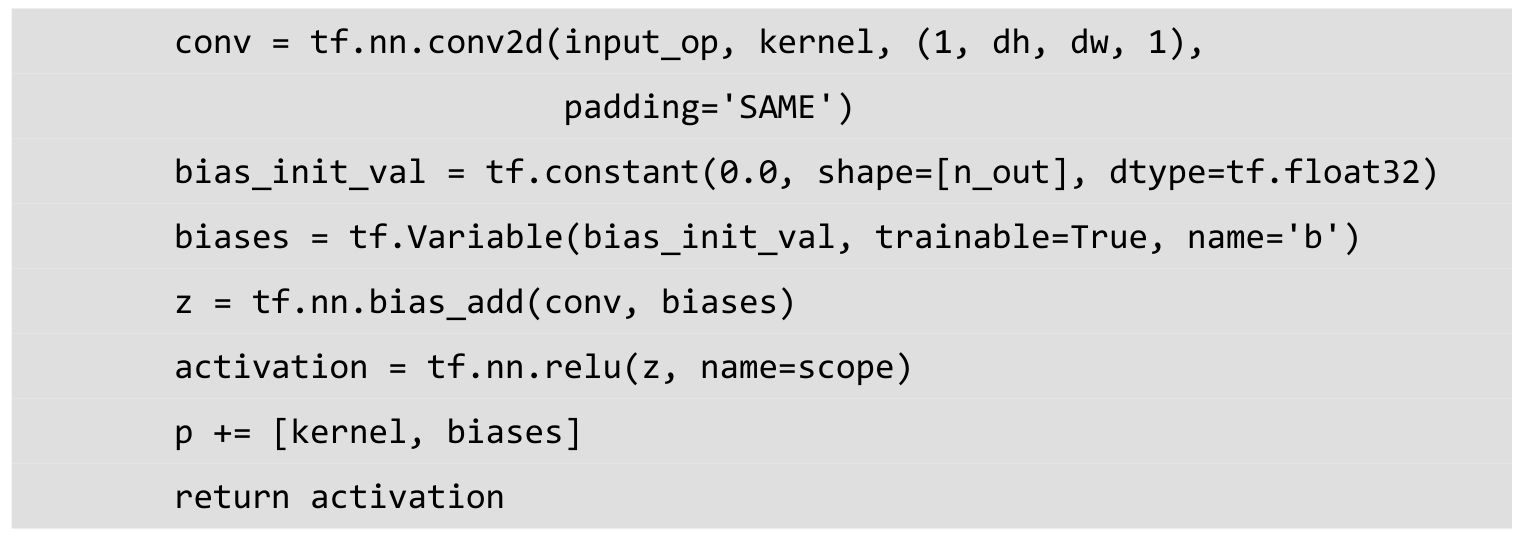 conv = tf.nn.conv2d(input_op, kernel, (1, dh, dw, 1),
padding='SAME')
bias_init_val = tf.constant(0.0, shape=[n_out], dtype=tf.float32)
biases = tf.Variable(bias_init_val, trainable=True, name='b')
z = tf.nn.bias_add(conv, biases)
activation = tf.nn.relu(z, name=scope)
p += [kernel, biases]
return activation